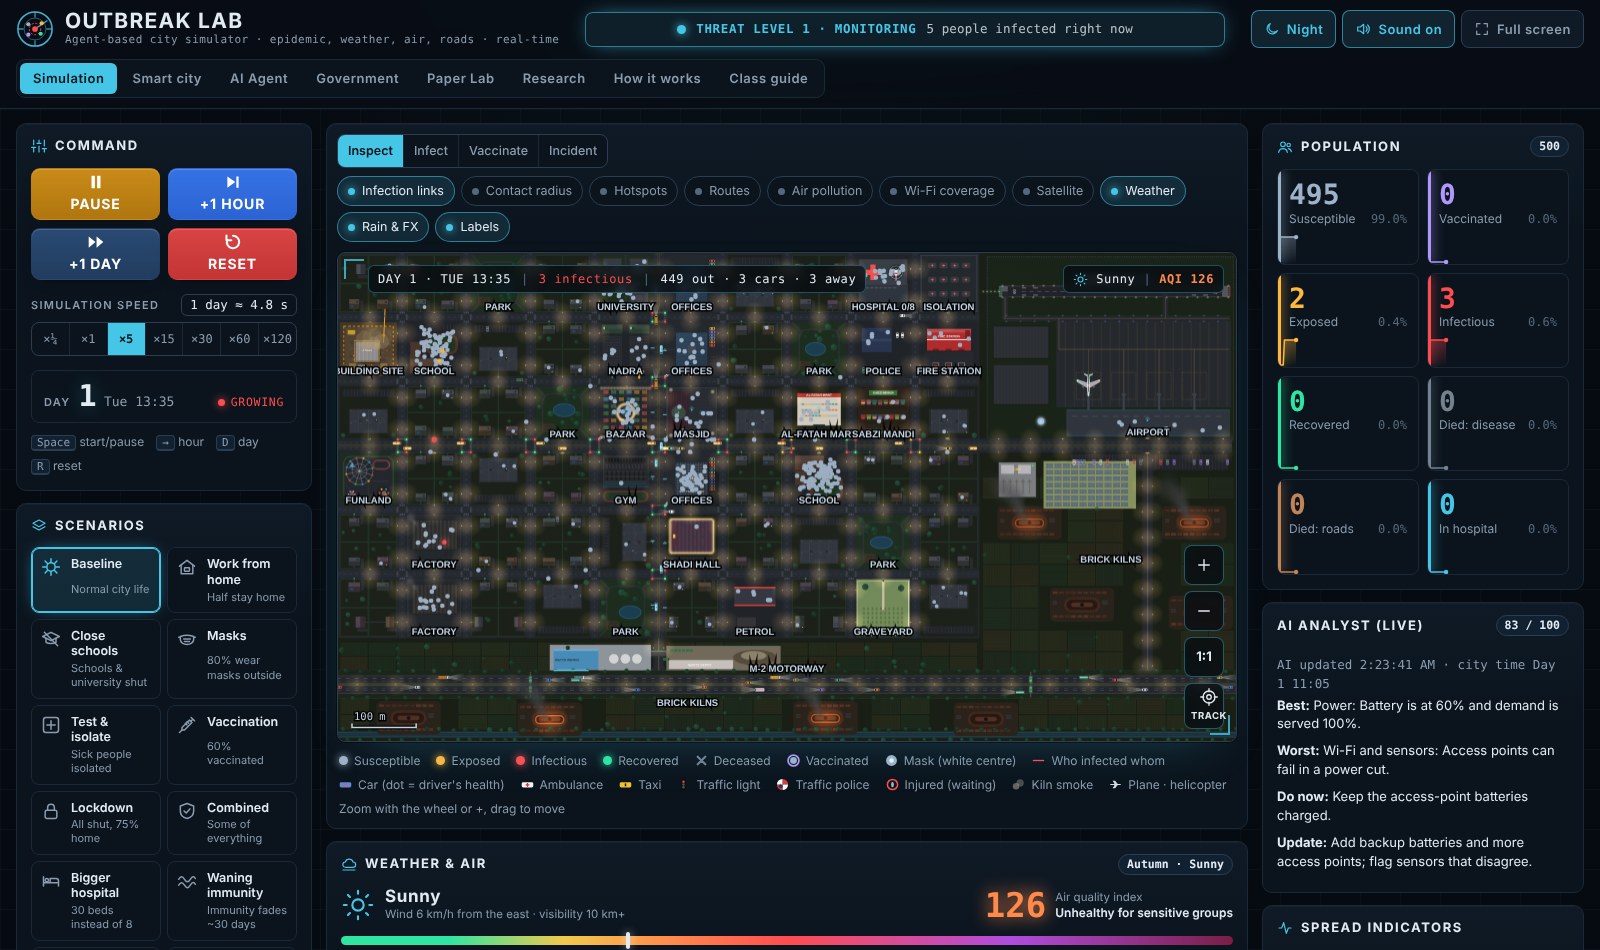 OUTBREAK LAB
Agent-based city simulator · epidemic, weather, air, roads · real-time
THREAT LEVEL 1 · MONITORING 5 people infected right now
Night
Sound on
Full screen
Simulation
Smart city
AI Agent
Government
Paper Lab
Research
How it works
Class guide
COMMAND
PAUSE
+1 HOUR
+1 DAY
RESET
SIMULATION SPEED
1 day ≈ 4.8 s
×1
×5
×15
×30
×60
×120
DAY 1 Tue 13:35
GROWING
Space start/pause → hour D day
R reset
SCENARIOS
Baseline
Normal city life
Work from
home
Half stay home
Close
schools
Schools &
university shut
Masks
80% wear
masks outside
Test &
isolate
Sick people
isolated
Vaccination
60%
vaccinated
Lockdown
All shut, 75%
home
Combined
Some of
everything
Bigger
hospital
30 beds
instead of 8
Waning
immunity
Immunity fades
~30 days
Inspect
Infect
Vaccinate
Incident
Infection links
Contact radius
Hotspots
Routes
Air pollution
Wi-Fi coverage
Satellite
Weather
Rain & FX
Labels
DAY 1 · TUE 13:35 | 3 infectious | 449 out · 3 cars · 3 away
Sunny | AQI 126
PARK
UNIVERSITY
OFFICES
HOSPITAL 0/8
ISOLATION
BUILDING SITE
SCHOOL
NADRA
OFFICES
PARK
POLICE
FIRE STATION
PARK
BAZAAR
MASJID
AL-FATAH MAR
SABZI MANDI
AIRPORT
FUNLAND
GYM
OFFICES
SCHOOL
FACTORY
SHADI HALL
PARK
BRICK KILNS
FACTORY
PARK
PETROL
GRAVEYARD
M-2 MOTORWAY
BRICK KILNS
100 m
+
−
1:1
TRACK
Susceptible
Exposed
Infectious
Recovered
Deceased
Vaccinated
Mask (white centre)
Who infected whom
Car (dot = driver's health)
Ambulance
Taxi
Traffic light
Traffic police
Injured (waiting)
Kiln smoke
Plane · helicopter
Zoom with the wheel or +, drag to move
WEATHER & AIR
Autumn · Sunny
Sunny
Wind 6 km/h from the east · visibility 10 km+
126
Air quality index
Unhealthy for sensitive groups
POPULATION
500
495
Susceptible 99.0%
0
Vaccinated 0.0%
2
Exposed 0.4%
3
Infectious 0.6%
0
Recovered 0.0%
0
Died: disease 0.0%
0
Died: roads 0.0%
0
In hospital 0.0%
AI ANALYST (LIVE)
83 / 100
AI updated 2:23:41 AM · city time Day
1 11:05
Best: Power: Battery is at 60% and demand is
served 100%.
Worst: Wi-Fi and sensors: Access points can
fail in a power cut.
Do now: Keep the access-point batteries
charged.
Update: Add backup batteries and more
access points; flag sensors that disagree.
SPREAD INDICATORS